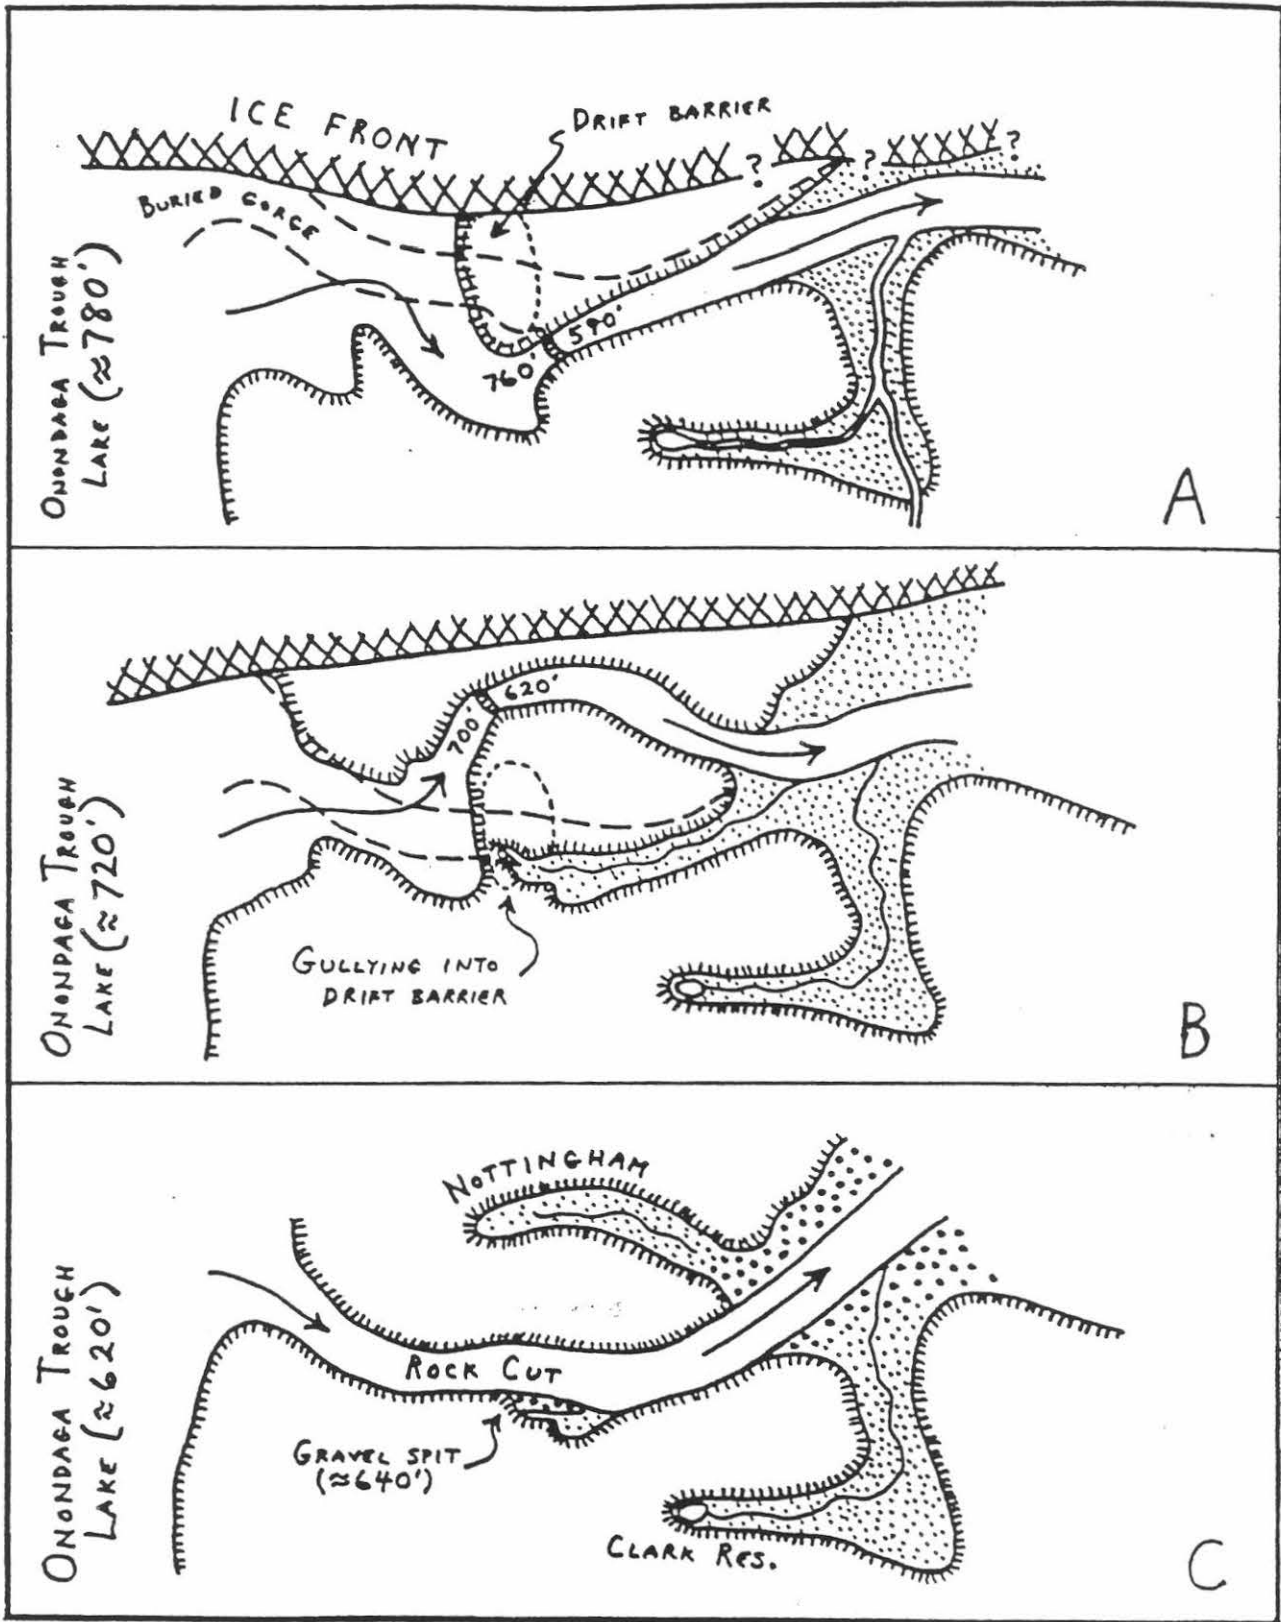 ICE FRONT
DRIFT BARRIER
? ? ?
BURIED GORGE
590'
760'
ONONDAGA TROUGH
LAKE (≈780')
A
620'
700'
GULLYING INTO
DRIFT BARRIER
ONONDAGA TROUGH
LAKE (≈720')
B
NOTTINGHAM
ROCK CUT
GRAVEL SPIT
(≈640')
CLARK RES.
ONONDAGA TROUGH
LAKE (≈620')
C